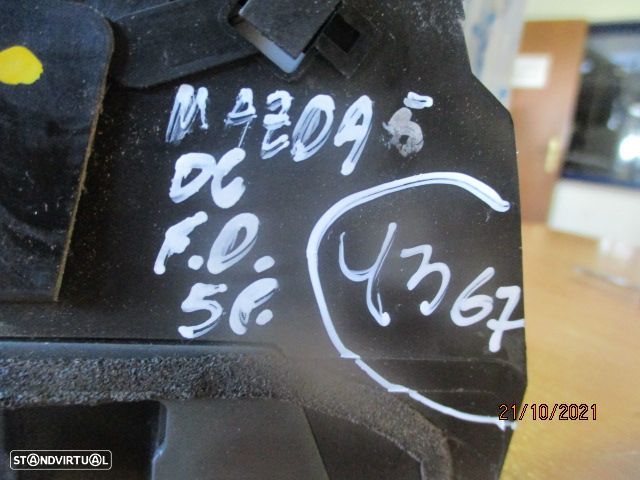 MAZDA 6
DC
F.D.
5P.
4367
21/10/2021
STANDVIRTUAL